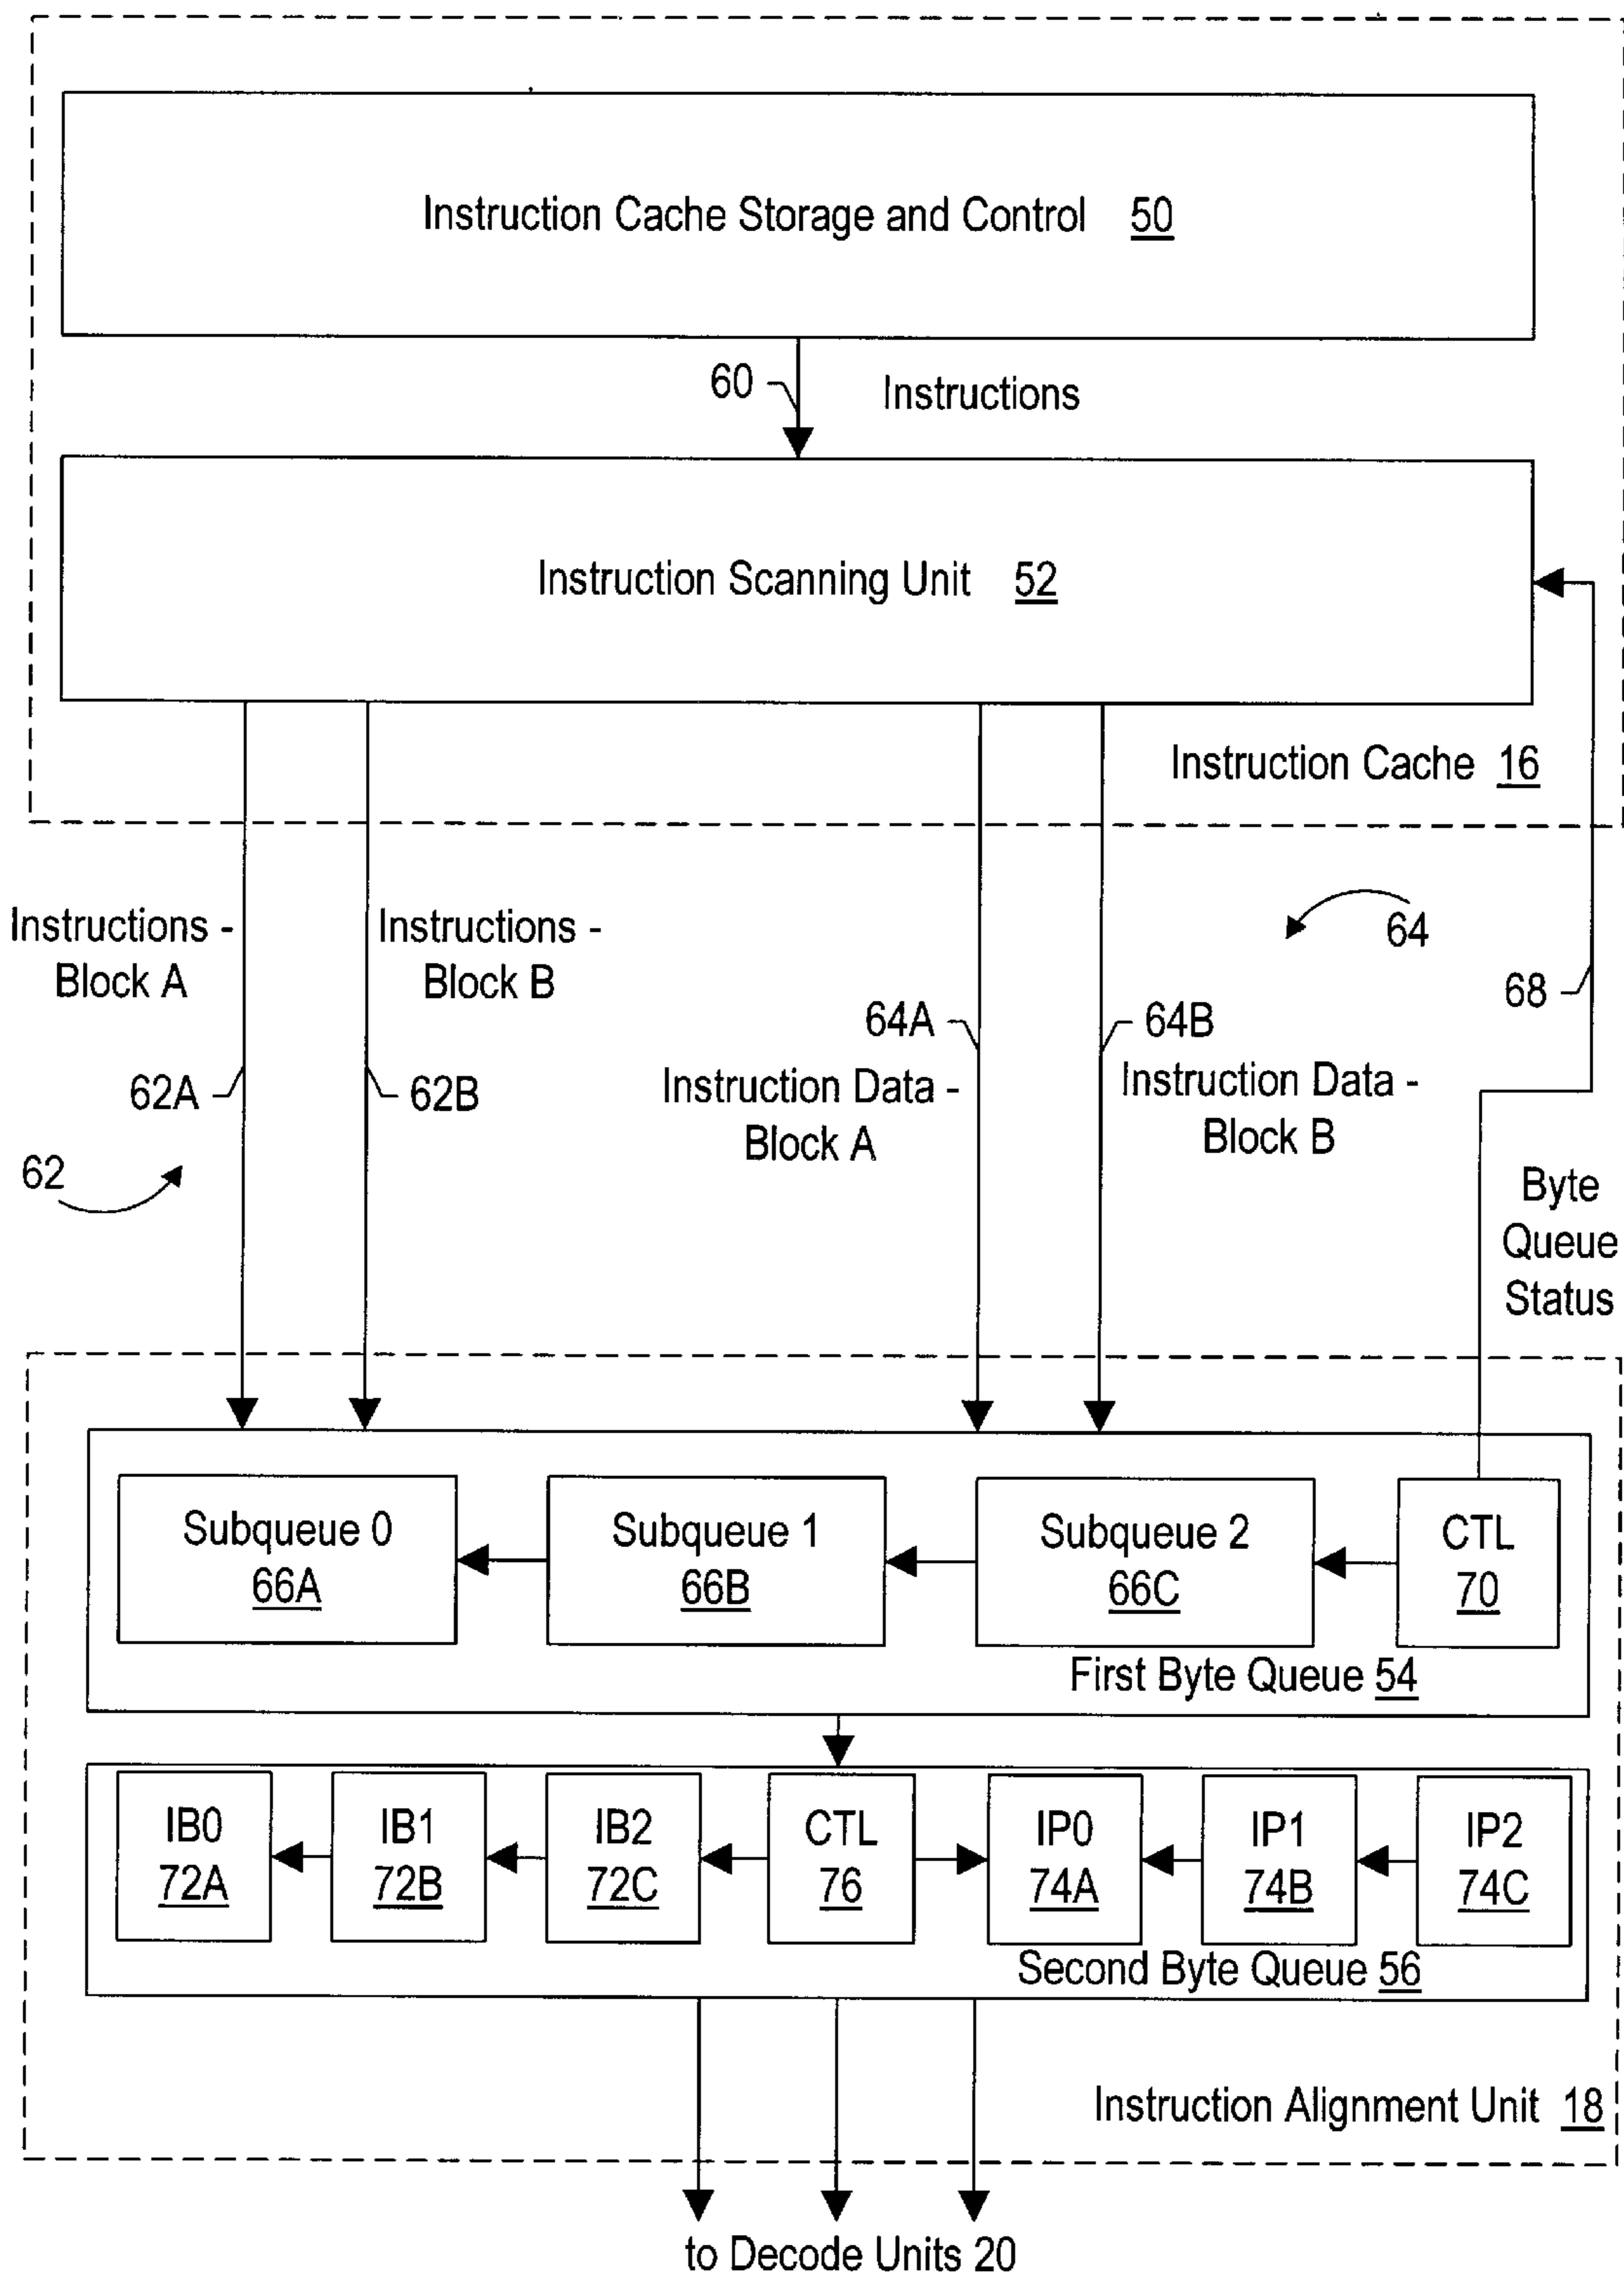 Instruction Cache Storage and Control 50
60 Instructions
Instruction Scanning Unit 52
Instruction Cache 16
Instructions -
Block A
Instructions -
Block B
64
68
64A
64B
62A
62B
Instruction Data -
Block A
Instruction Data -
Block B
62
Byte
Queue
Status
Subqueue 0
66A
Subqueue 1
66B
Subqueue 2
66C
CTL
70
First Byte Queue 54
IB0
72A
IB1
72B
IB2
72C
CTL
76
IP0
74A
IP1
74B
IP2
74C
Second Byte Queue 56
Instruction Alignment Unit 18
to Decode Units 20